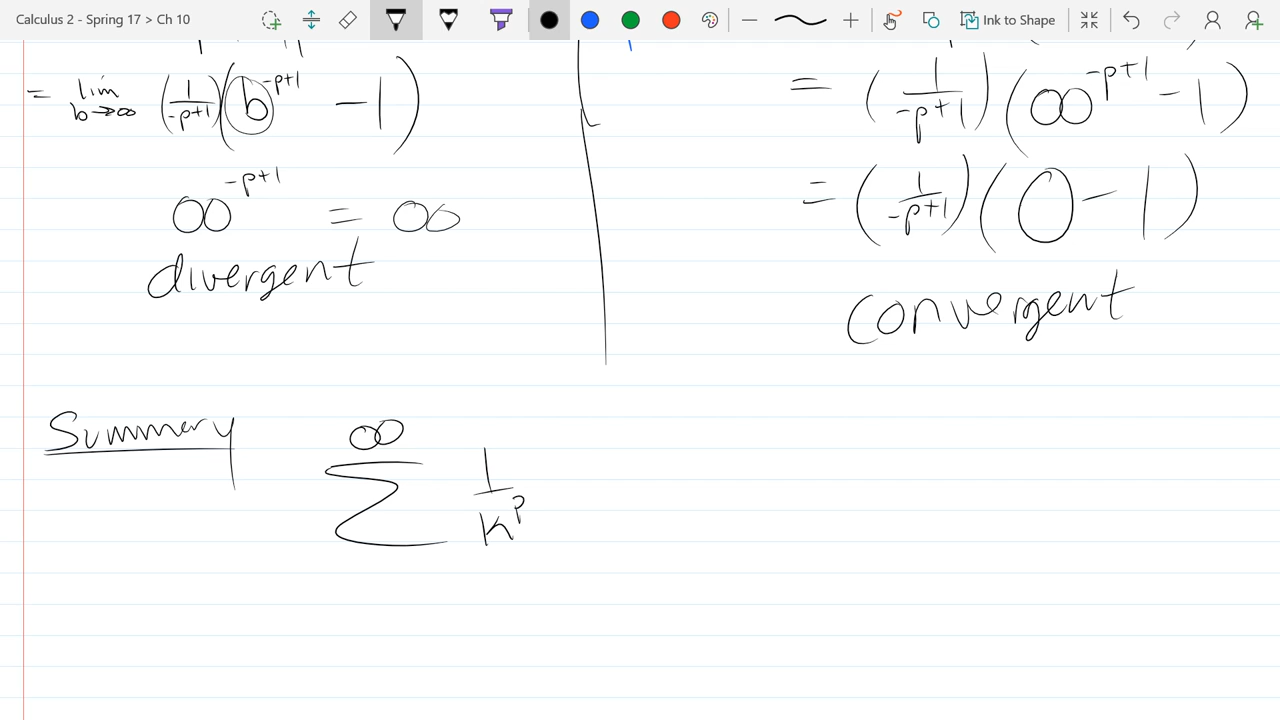 Calculus 2 - Spring 17 > Ch 10
Ink to Shape
= lim b→∞ (1/(-p+1))(b^(-p+1) - 1)
∞^(-p+1) = ∞
divergent
= (1/(-p+1))(∞^(-p+1) - 1)
= (1/(-p+1))(0 - 1)
convergent
Summery
∞
∑ 1/k^p